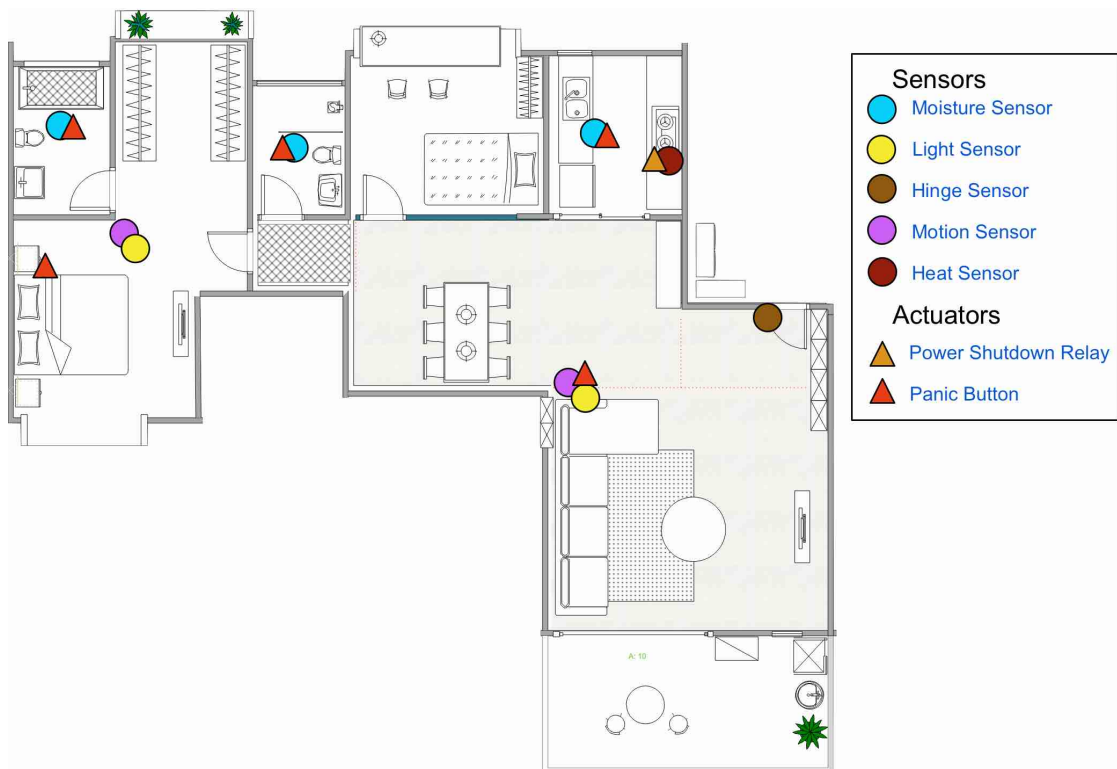 Sensors
Moisture Sensor
Light Sensor
Hinge Sensor
Motion Sensor
Heat Sensor
Actuators
Power Shutdown Relay
Panic Button
A: 10